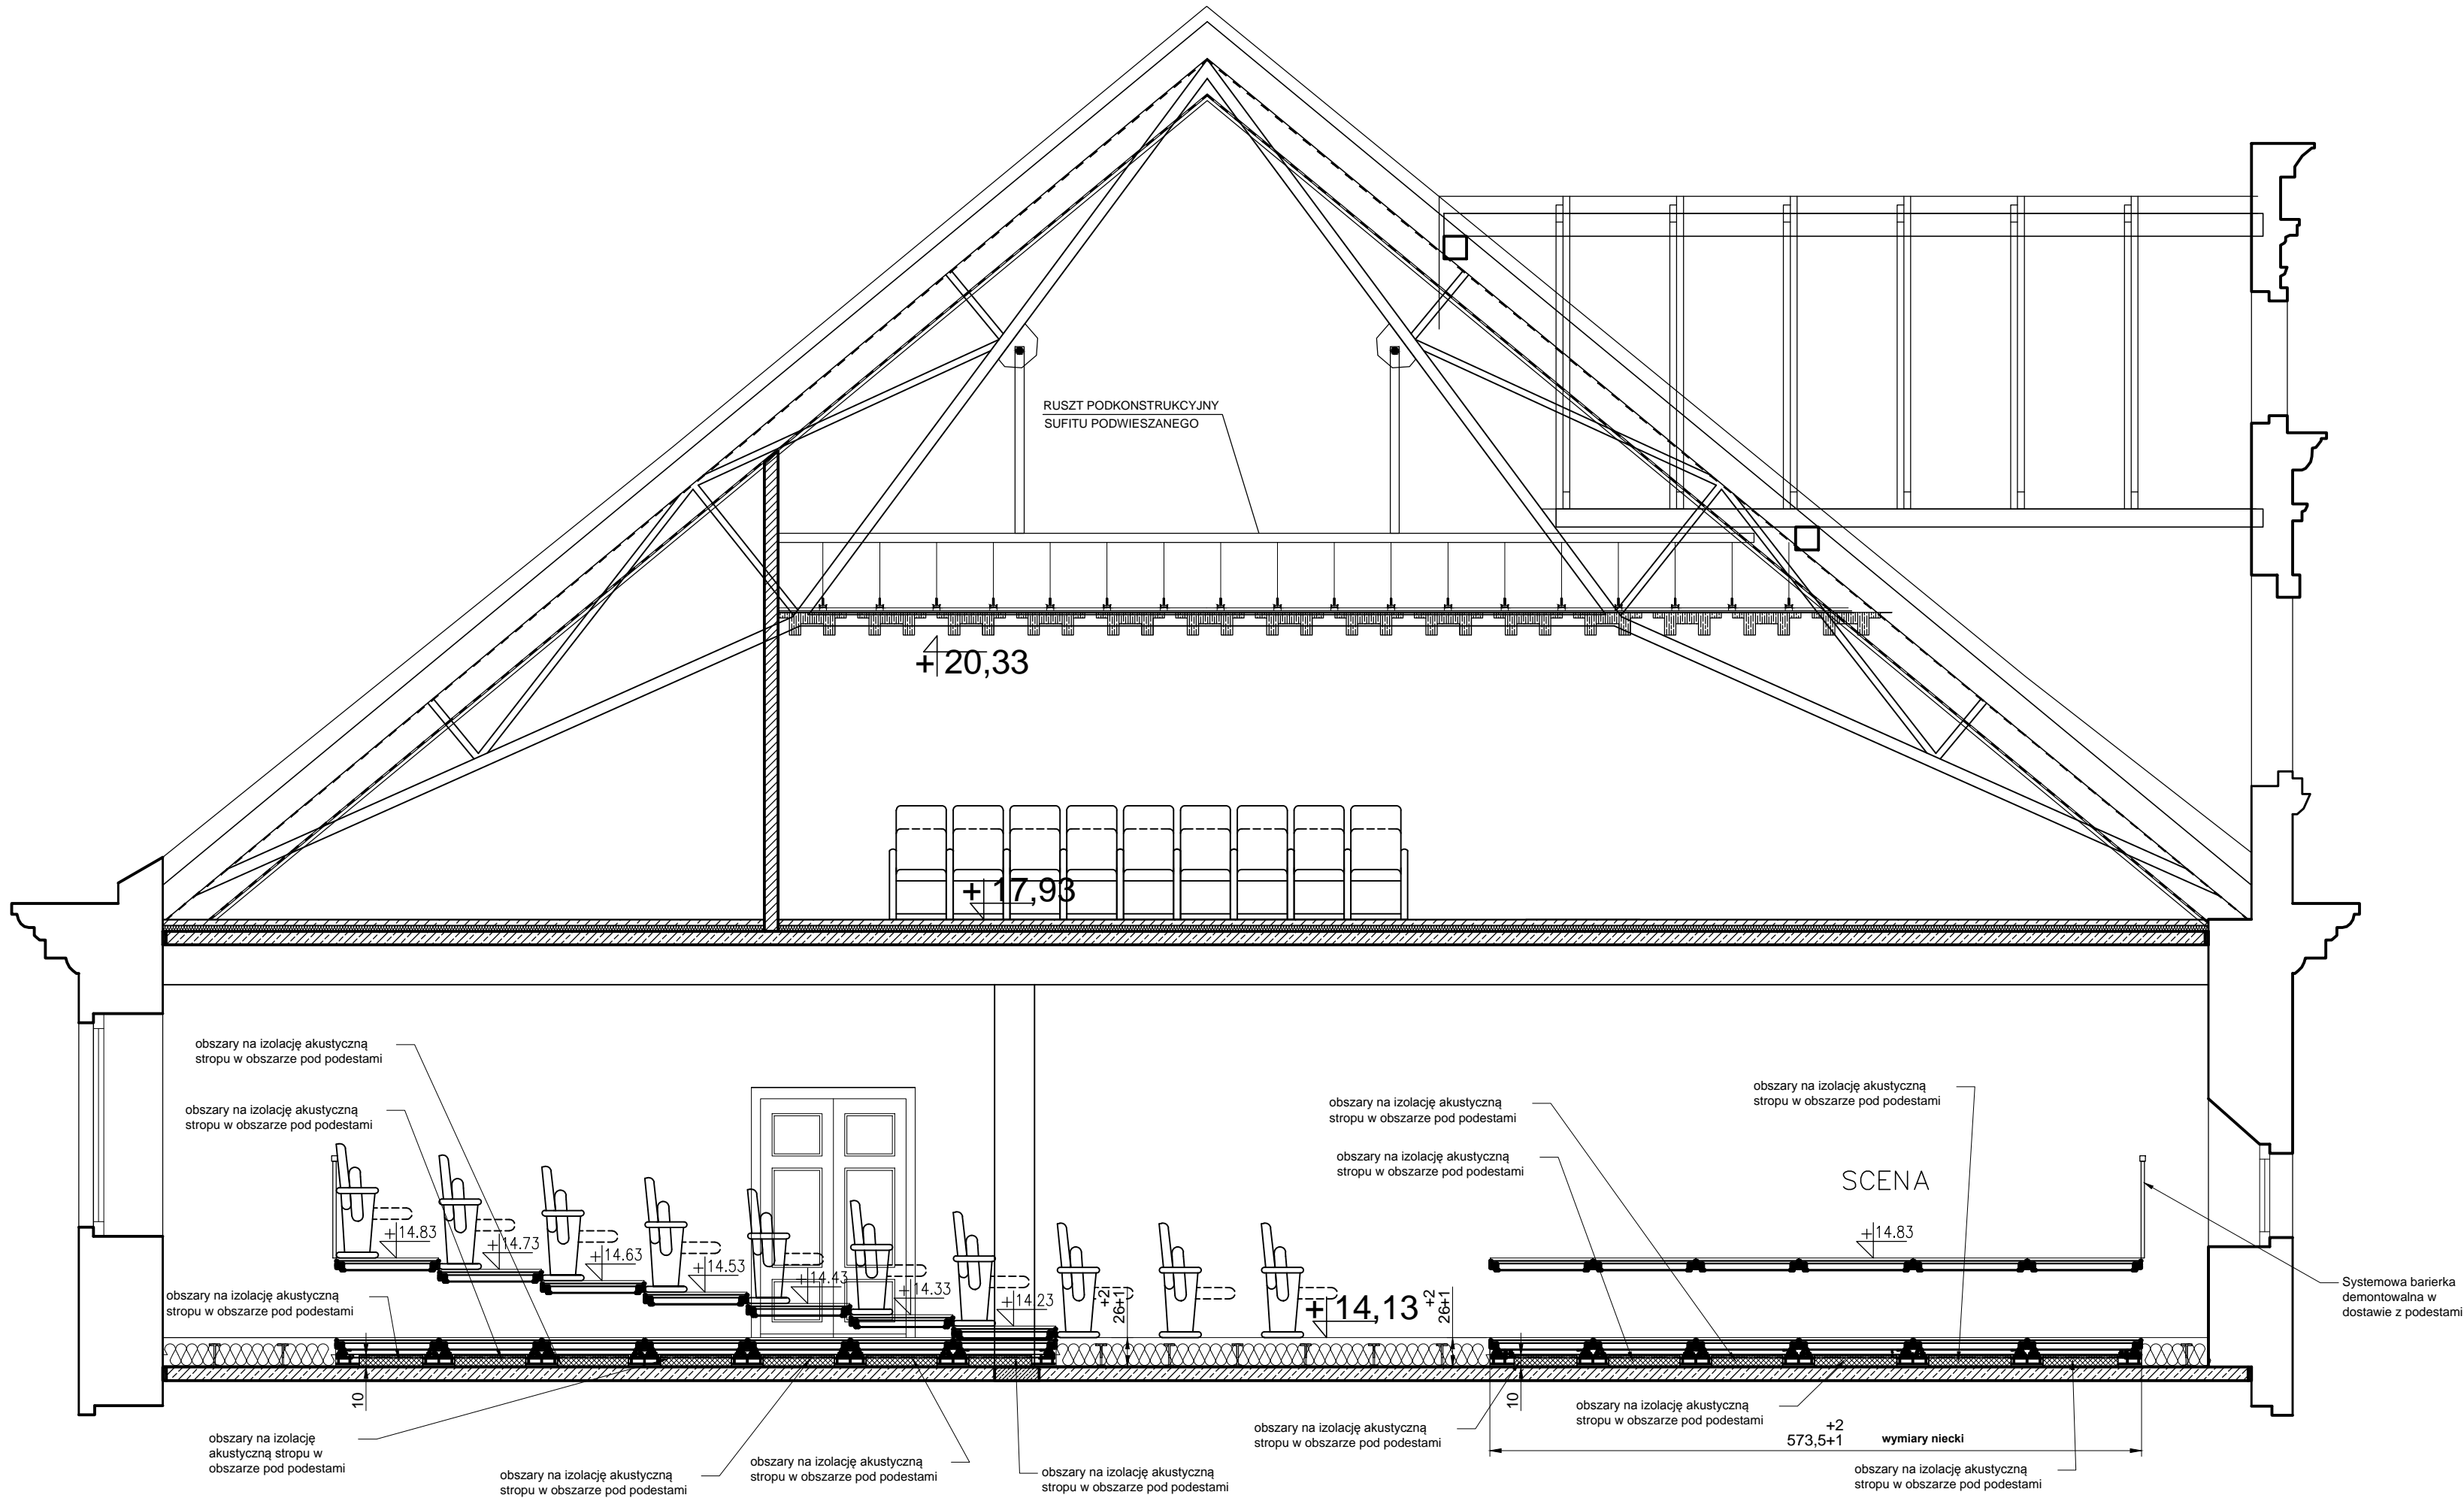 RUSZT PODKONSTRUKCYJNY
SUFITU PODWIESZANEGO
+ 20,33
+ 17,93
obszary na izolację akustyczną
stropu w obszarze pod podestami
obszary na izolację akustyczną
stropu w obszarze pod podestami
obszary na izolację akustyczną
stropu w obszarze pod podestami
obszary na izolację akustyczną
stropu w obszarze pod podestami
obszary na izolację akustyczną
stropu w obszarze pod podestami
SCENA
+14.83
+14.73
+14.63
+14.53
+14.43
+14.33
+14.23
+2
26+1
+ 14,13
+2
26+1
+14.83
obszary na izolację akustyczną
stropu w obszarze pod podestami
Systemowa barierka
demontowalna w
dostawie z podestami
10
10
obszary na izolację
akustyczną stropu w
obszarze pod podestami
obszary na izolację akustyczną
stropu w obszarze pod podestami
obszary na izolację akustyczną
stropu w obszarze pod podestami
obszary na izolację akustyczną
stropu w obszarze pod podestami
obszary na izolację akustyczną
stropu w obszarze pod podestami
obszary na izolację akustyczną
stropu w obszarze pod podestami
+2
573,5+1 wymiary niecki
obszary na izolację akustyczną
stropu w obszarze pod podestami